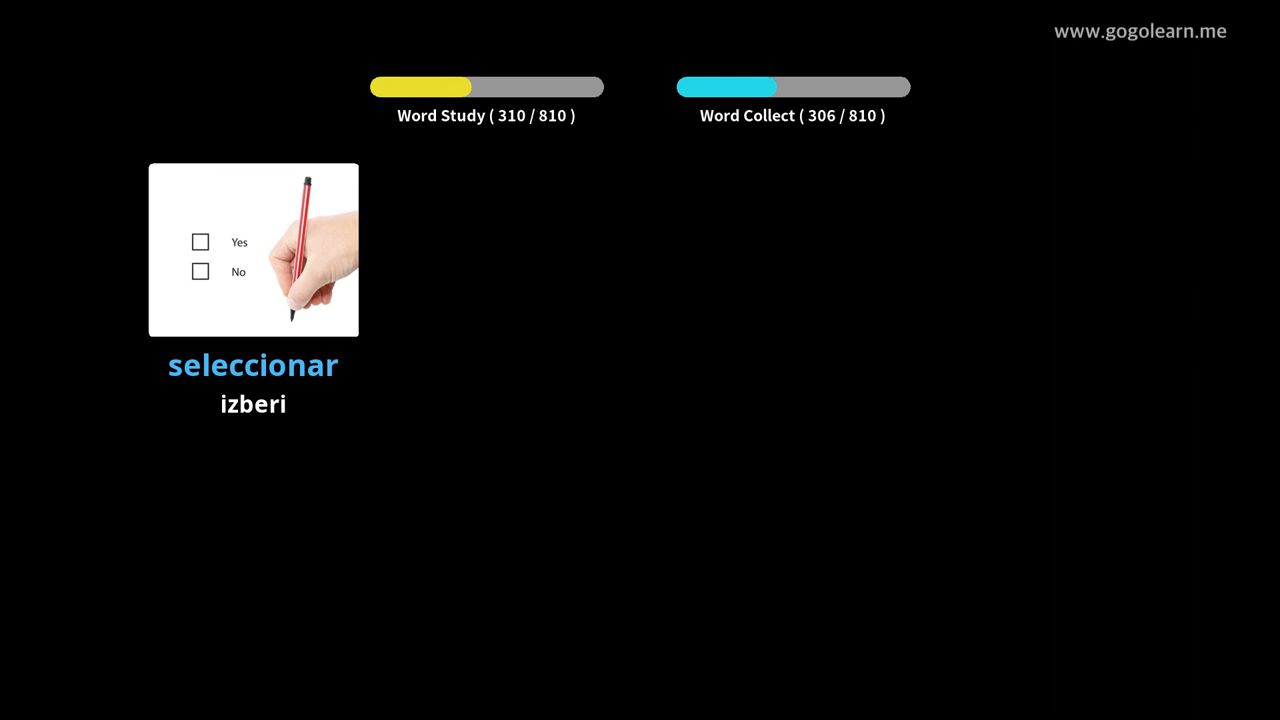 www.gogolearn.me
Word Study ( 310 / 810 )
Word Collect ( 306 / 810 )
Yes
No
seleccionar
izberi